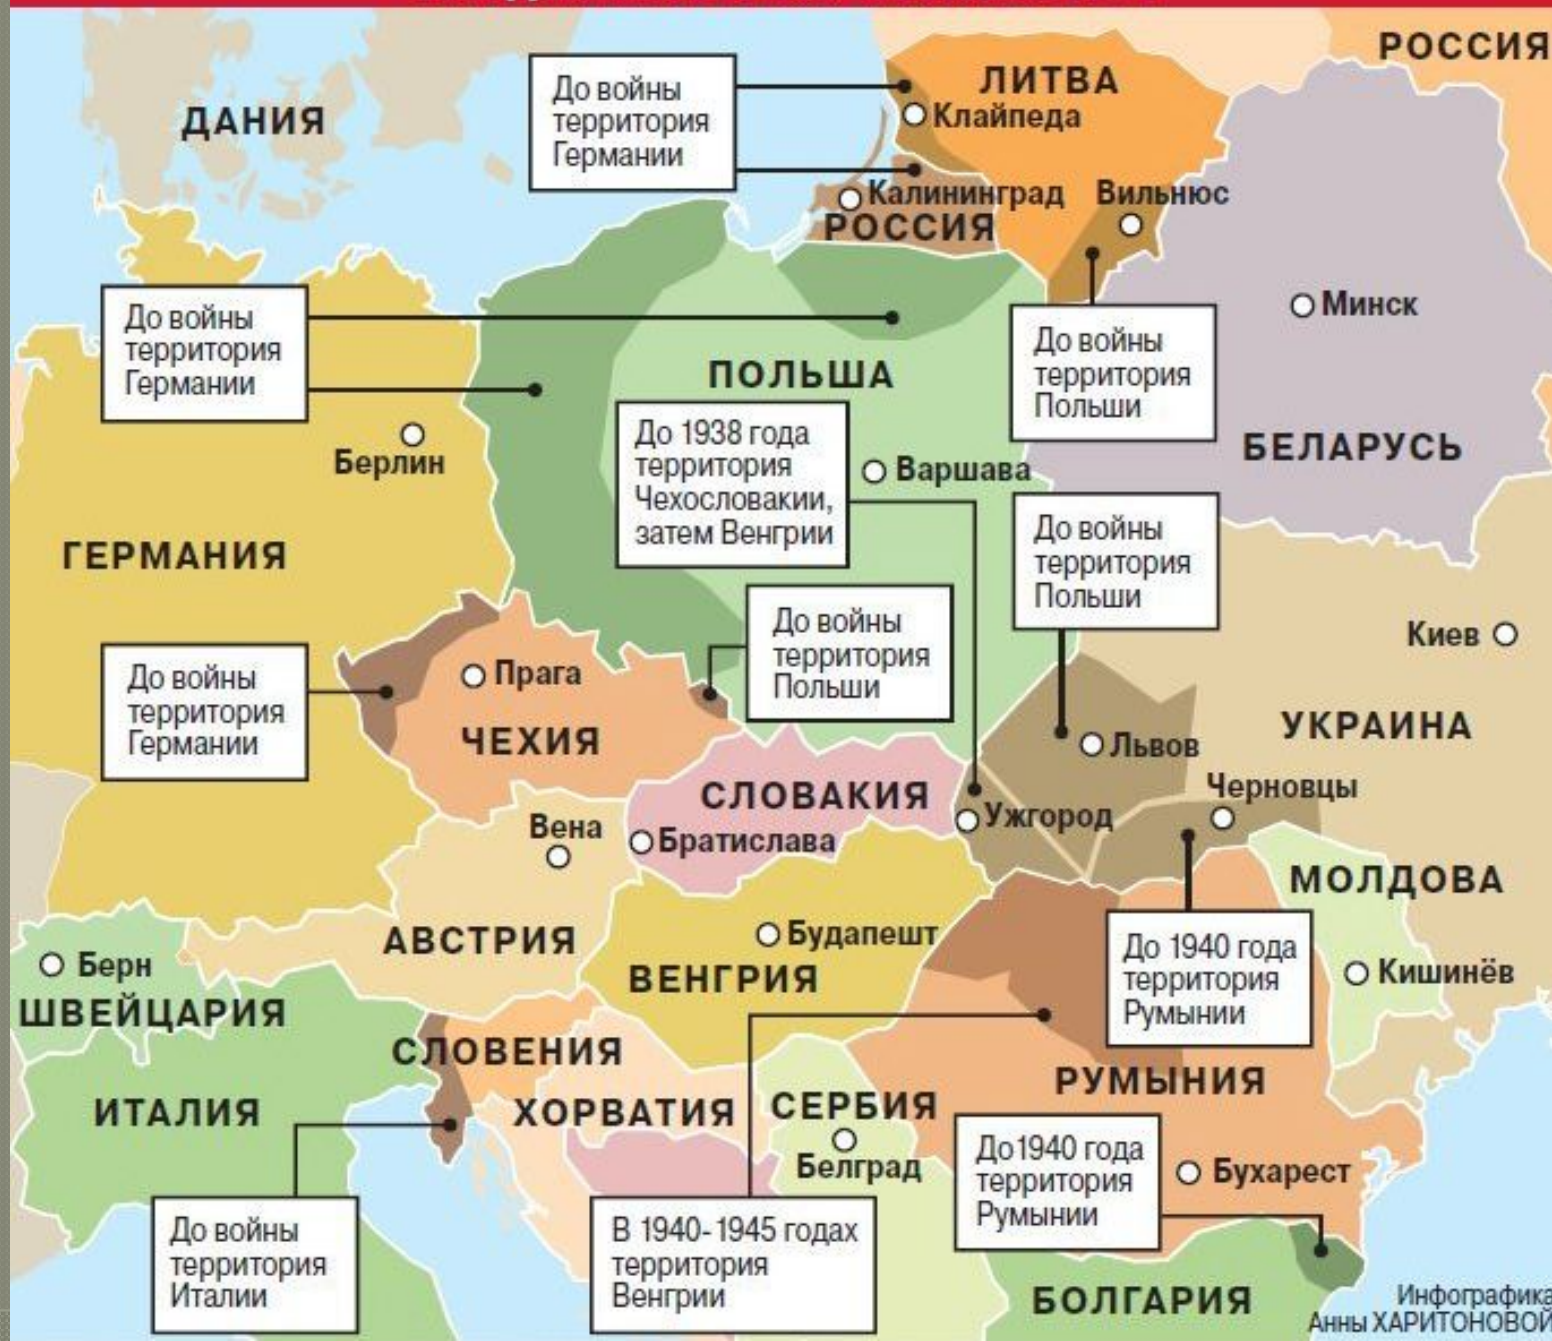 РОССИЯ
ЛИТВА
ДАНИЯ
До войны
территория
Германии
Клайпеда
Калининград
Вильнюс
РОССИЯ
До войны
территория
Германии
Минск
До войны
территория
Польши
ПОЛЬША
До 1938 года
территория
Чехословакии,
затем Венгрии
Берлин
Варшава
БЕЛАРУСЬ
До войны
территория
Польши
ГЕРМАНИЯ
До войны
территория
Польши
Киев
До войны
территория
Германии
Прага
ЧЕХИЯ
УКРАИНА
Львов
СЛОВАКИЯ
Черновцы
Ужгород
Вена
Братислава
МОЛДОВА
АВСТРИЯ
Будапешт
ВЕНГРИЯ
До 1940 года
территория
Румынии
Кишинёв
Берн
ШВЕЙЦАРИЯ
СЛОВЕНИЯ
РУМЫНИЯ
ИТАЛИЯ
ХОРВАТИЯ
СЕРБИЯ
Белград
До 1940 года
территория
Румынии
Бухарест
До войны
территория
Италии
В 1940-1945 годах
территория
Венгрии
БОЛГАРИЯ
Инфографика
Анны ХАРИТОНОВОЙ